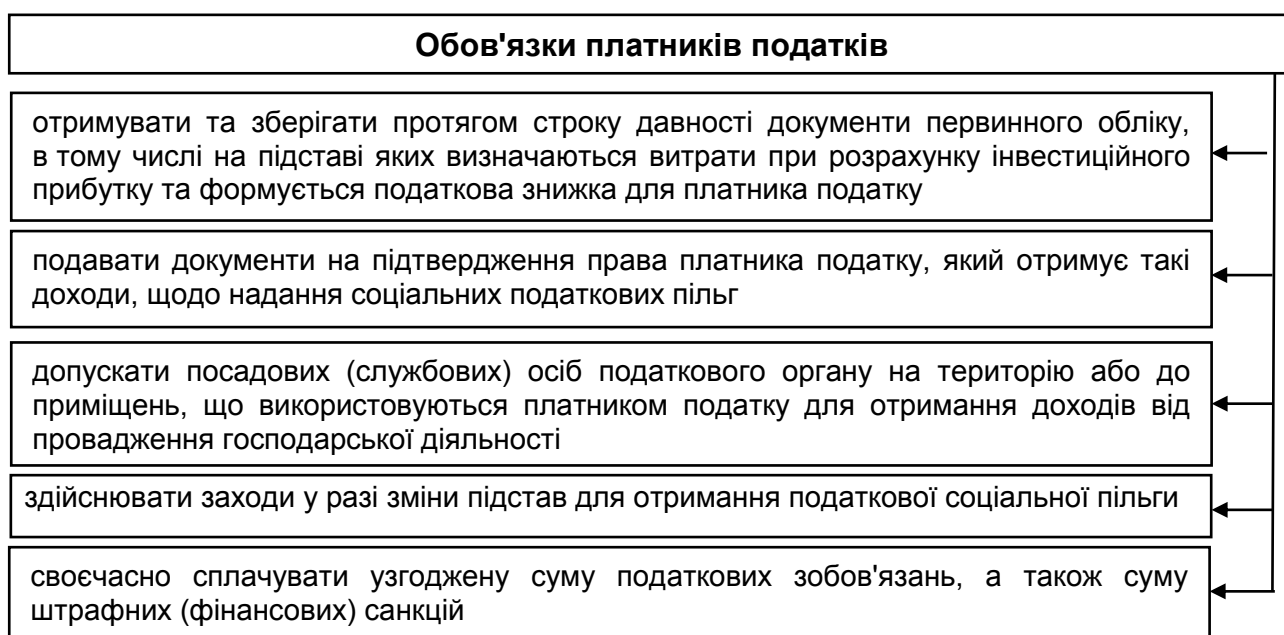 Обов'язки платників податків
отримувати та зберігати протягом строку давності документи первинного обліку,
в тому числі на підставі яких визначаються витрати при розрахунку інвестиційного
прибутку та формується податкова знижка для платника податку
подавати документи на підтвердження права платника податку, який отримує такі
доходи, щодо надання соціальних податкових пільг
допускати посадових (службових) осіб податкового органу на територію або до
приміщень, що використовуються платником податку для отримання доходів від
провадження господарської діяльності
здійснювати заходи у разі зміни підстав для отримання податкової соціальної пільги
своєчасно сплачувати узгоджену суму податкових зобов'язань, а також суму
штрафних (фінансових) санкцій